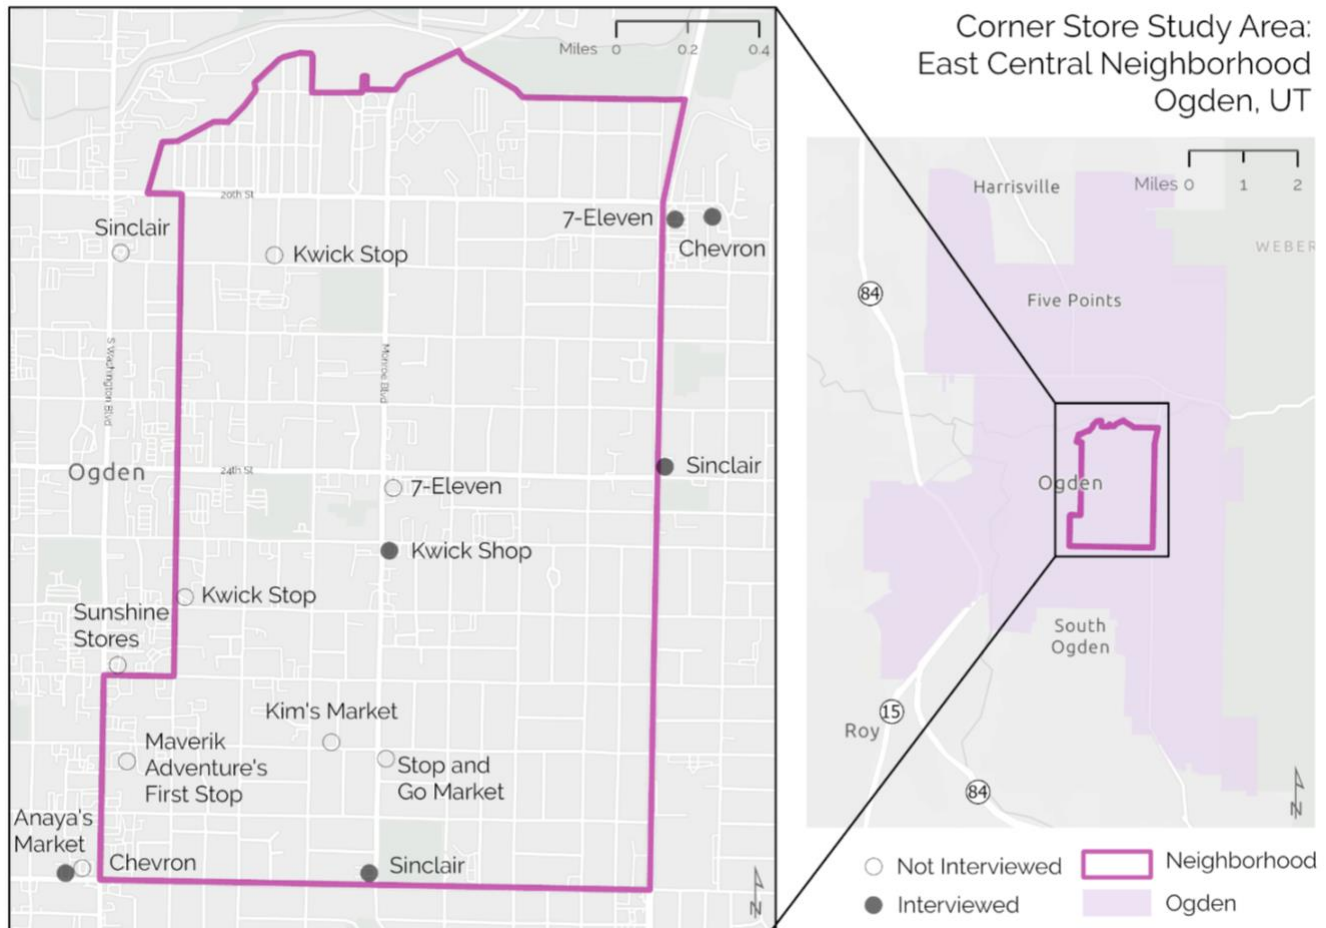 Corner Store Study Area:
East Central Neighborhood
Ogden, UT
Miles 0 0.2 0.4
20th St
Sinclair
Kwick Stop
7-Eleven
Chevron
S Washington Blvd
Monroe Blvd
Ogden
24th St
Sinclair
7-Eleven
Kwick Shop
Kwick Stop
Sunshine
Stores
Kim's Market
Maverik
Adventure's
First Stop
Stop and
Go Market
Anaya's
Market
Chevron
Sinclair
N
Harrisville
Miles 0 1 2
WEBER
84
Five Points
Ogden
South
Ogden
15
Roy
84
N
Not Interviewed
Neighborhood
Interviewed
Ogden